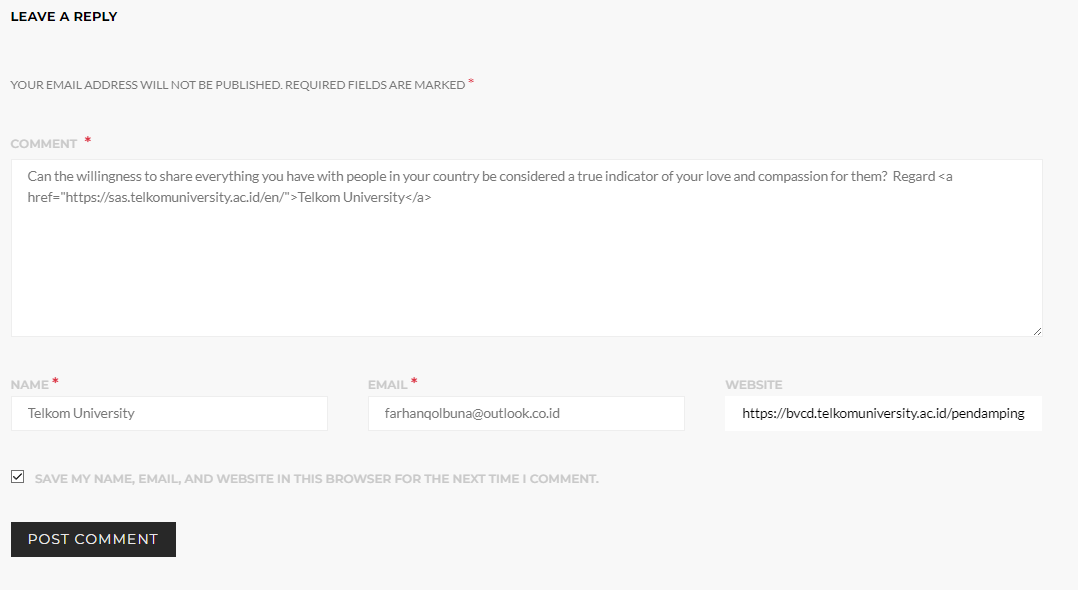 LEAVE A REPLY
YOUR EMAIL ADDRESS WILL NOT BE PUBLISHED. REQUIRED FIELDS ARE MARKED *
COMMENT *
Can the willingness to share everything you have with people in your country be considered a true indicator of your love and compassion for them?  Regard <a
href="https://sas.telkomuniversity.ac.id/en/">Telkom University</a>
NAME * EMAIL * WEBSITE
Telkom University farhanqolbuna@outlook.co.id https://bvcd.telkomuniversity.ac.id/pendamping
SAVE MY NAME, EMAIL, AND WEBSITE IN THIS BROWSER FOR THE NEXT TIME I COMMENT.
POST COMMENT